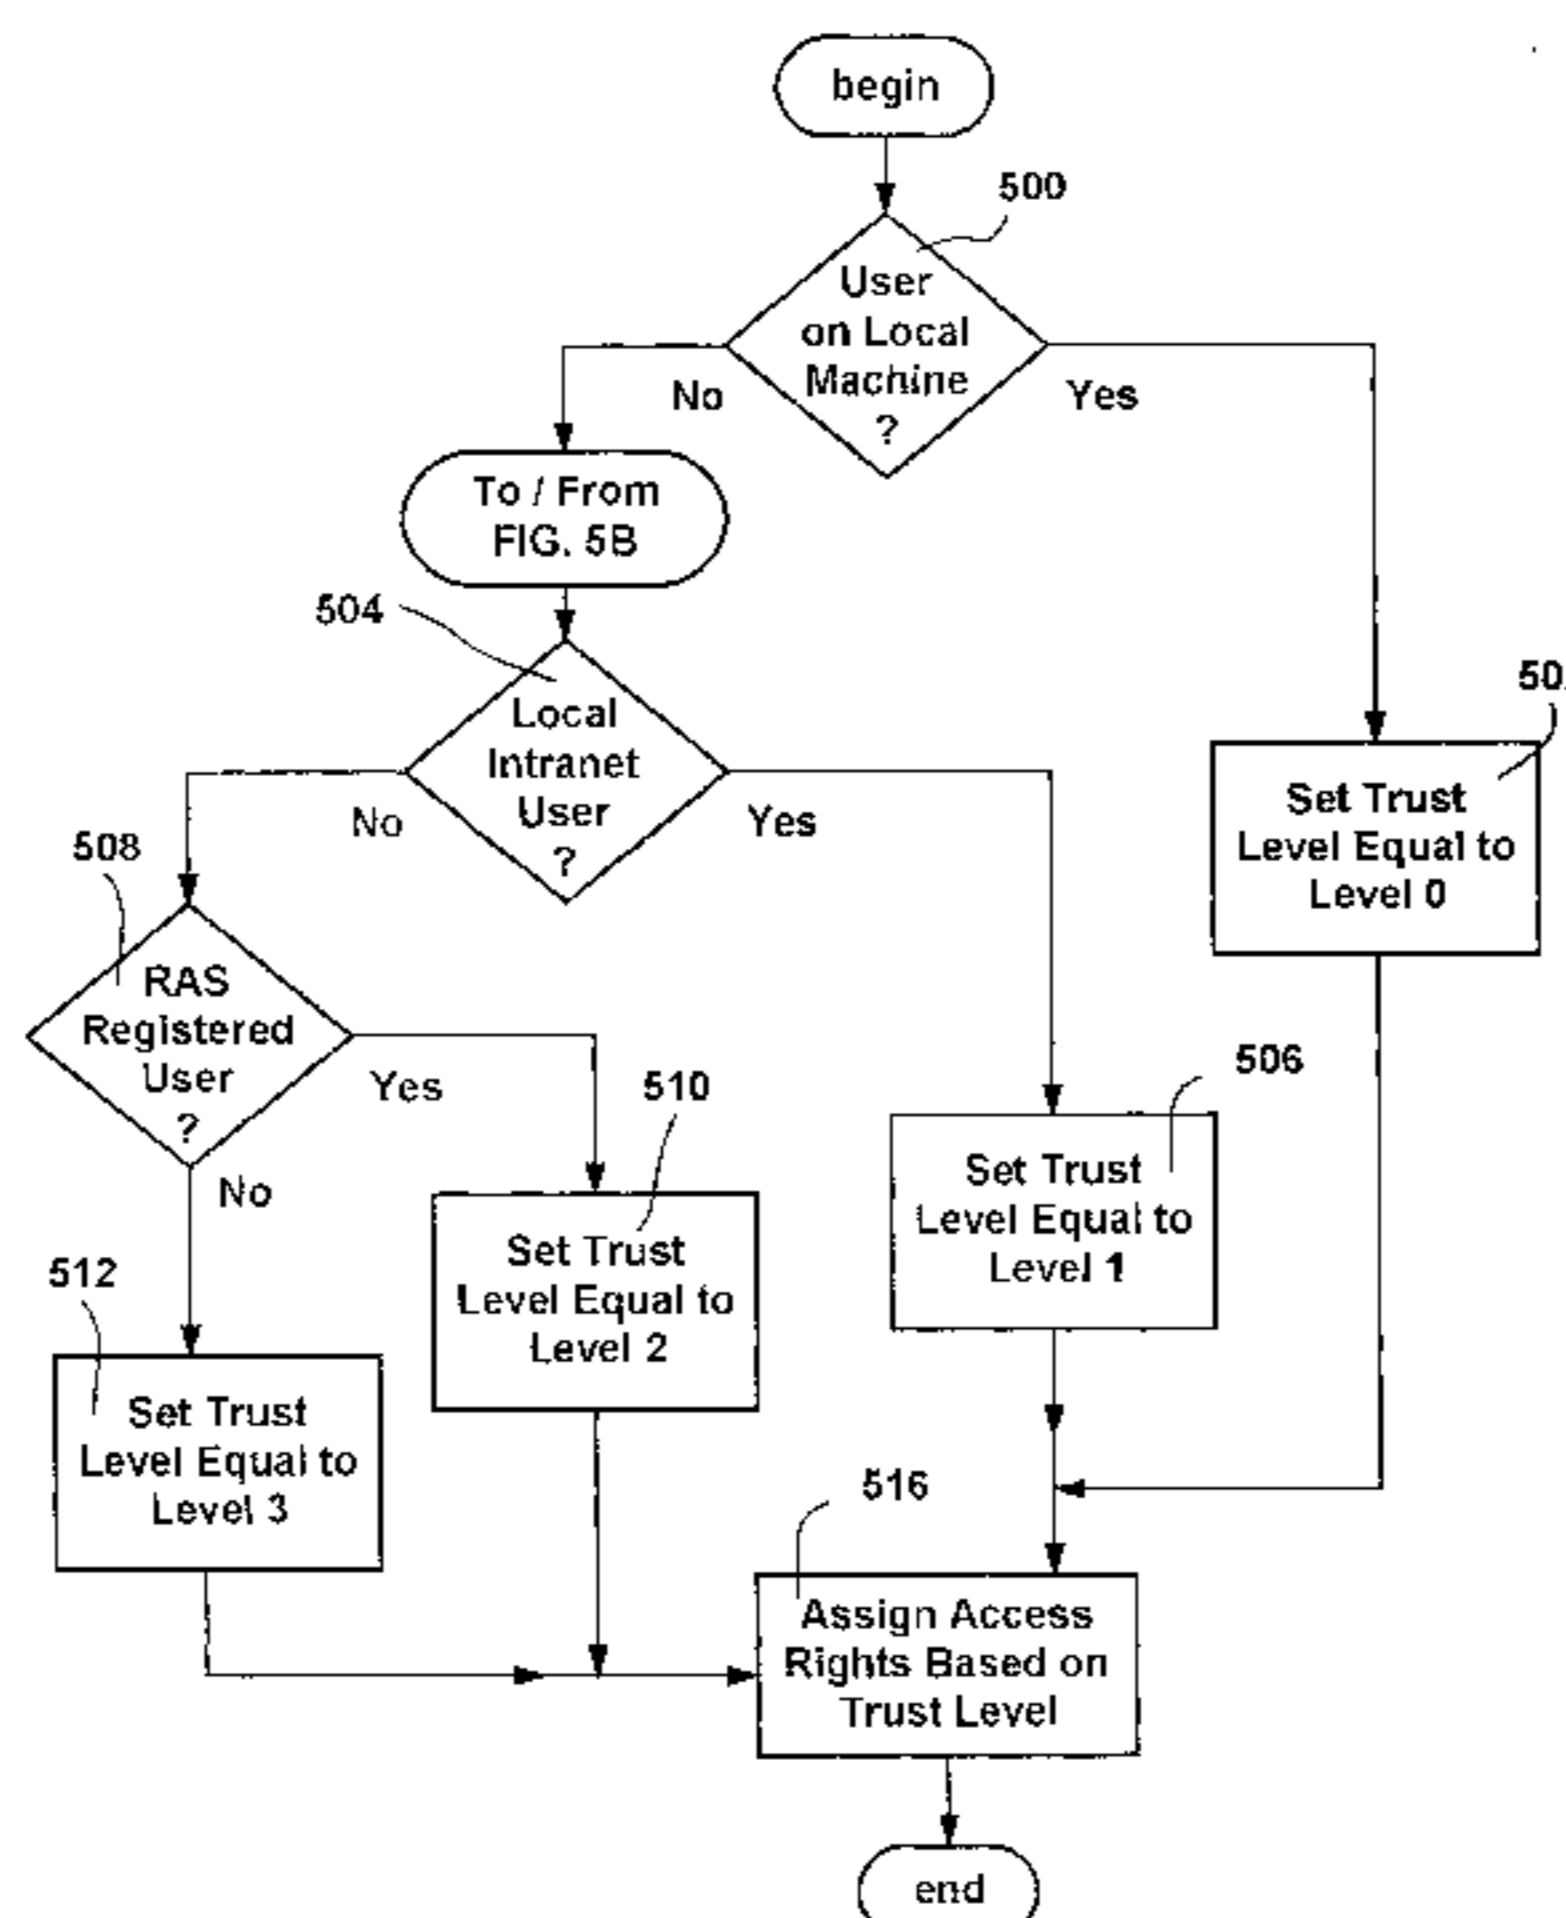 begin
500
User
on Local
Machine
?
No
Yes
To / From
FIG. 5B
504
Local
Intranet
User
?
No
Yes
Set Trust
Level Equal to
Level 0
508
RAS
Registered
User
?
Yes
No
510
Set Trust
Level Equal to
Level 2
506
Set Trust
Level Equal to
Level 1
512
Set Trust
Level Equal to
Level 3
516
Assign Access
Rights Based on
Trust Level
end